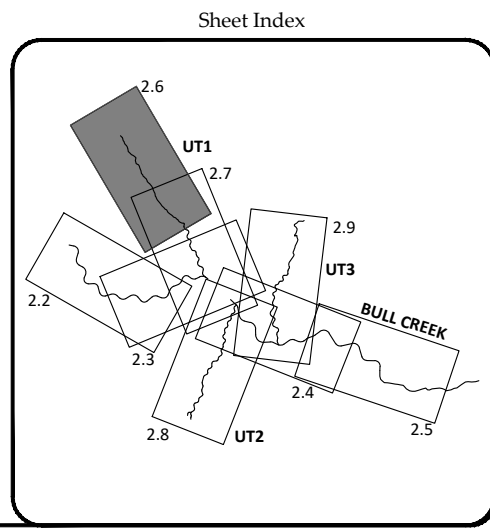 Sheet Index
2.6
UT1
2.7
2.9
UT3
2.2
BULL CREEK
2.3
2.4
2.5
2.8
UT2